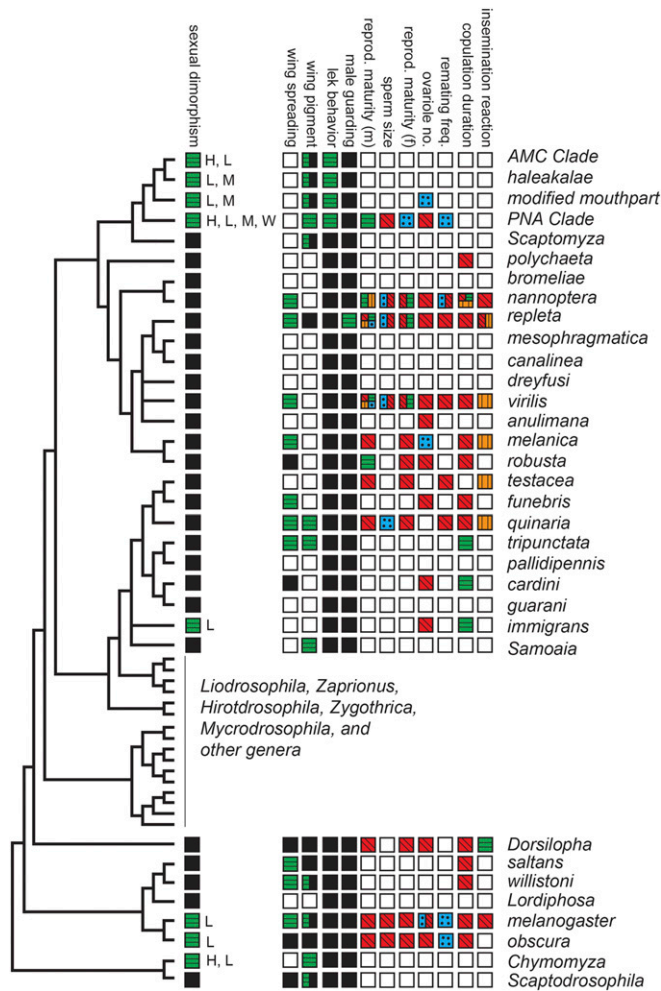 sexual dimorphism
wing spreading
wing pigment
lek behavior
male guarding
reprod. maturity (m)
sperm size
reprod. maturity (f)
ovariole no.
remating freq.
copulation duration
insemination reaction
H, L AMC Clade
L, M haleakalae
L, M modified mouthpart
H, L, M, W PNA Clade
Scaptomyza
polychaeta
bromeliae
nannoptera
repleta
mesophragmatica
canalinea
dreyfusi
virilis
anulimana
melanica
robusta
testacea
funebris
quinaria
tripunctata
pallidipennis
cardini
guarani
L immigrans
Samoaia
Liodrosophila, Zaprionus,
Hirotdrosophila, Zygothrica,
Mycrodrosophila, and
other genera
Dorsilopha
saltans
willistoni
Lordiphosa
L melanogaster
L obscura
H, L Chymomyza
Scaptodrosophila